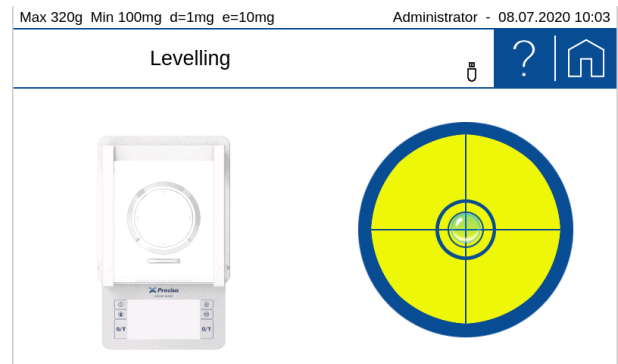 Max 320g Min 100mg d=1mg e=10mg
Administrator - 08.07.2020 10:03
Levelling
?
Precisa
0/T 0/T